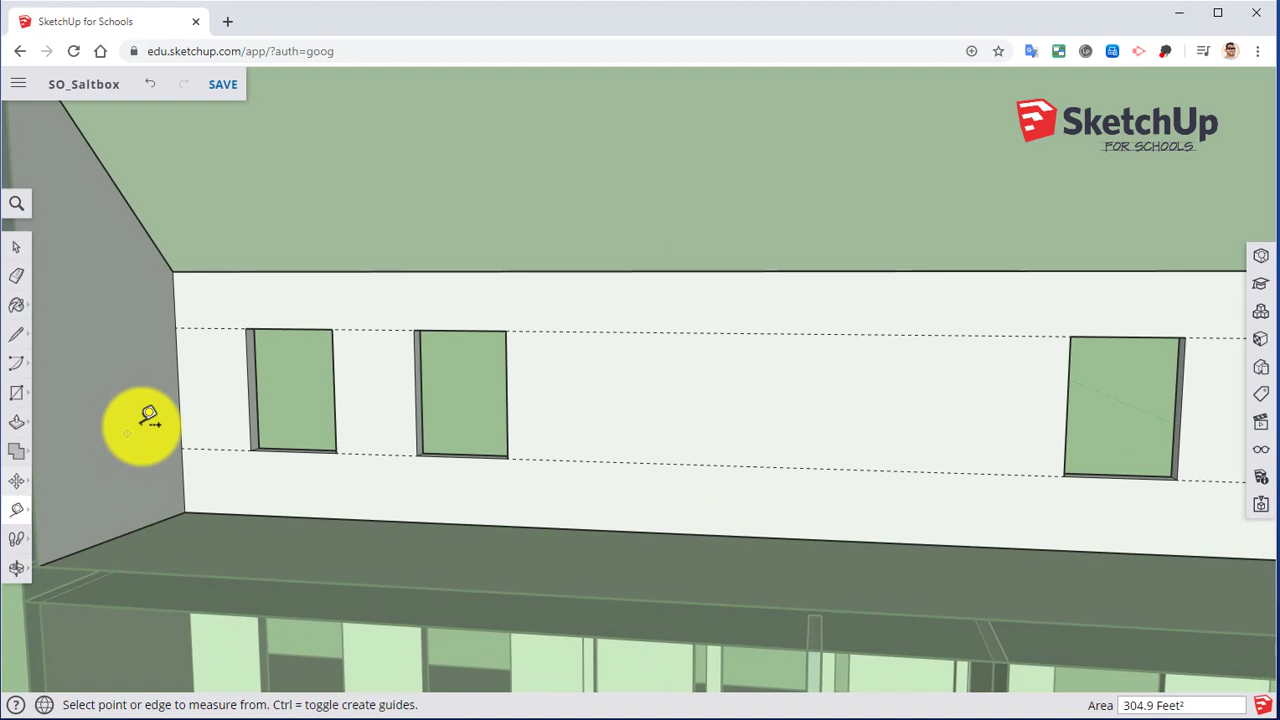 SketchUp for Schools
edu.sketchup.com/app/?auth=goog
SO_Saltbox
SAVE
SketchUp
FOR SCHOOLS
Select point or edge to measure from. Ctrl = toggle create guides.
Area 304.9 Feet²